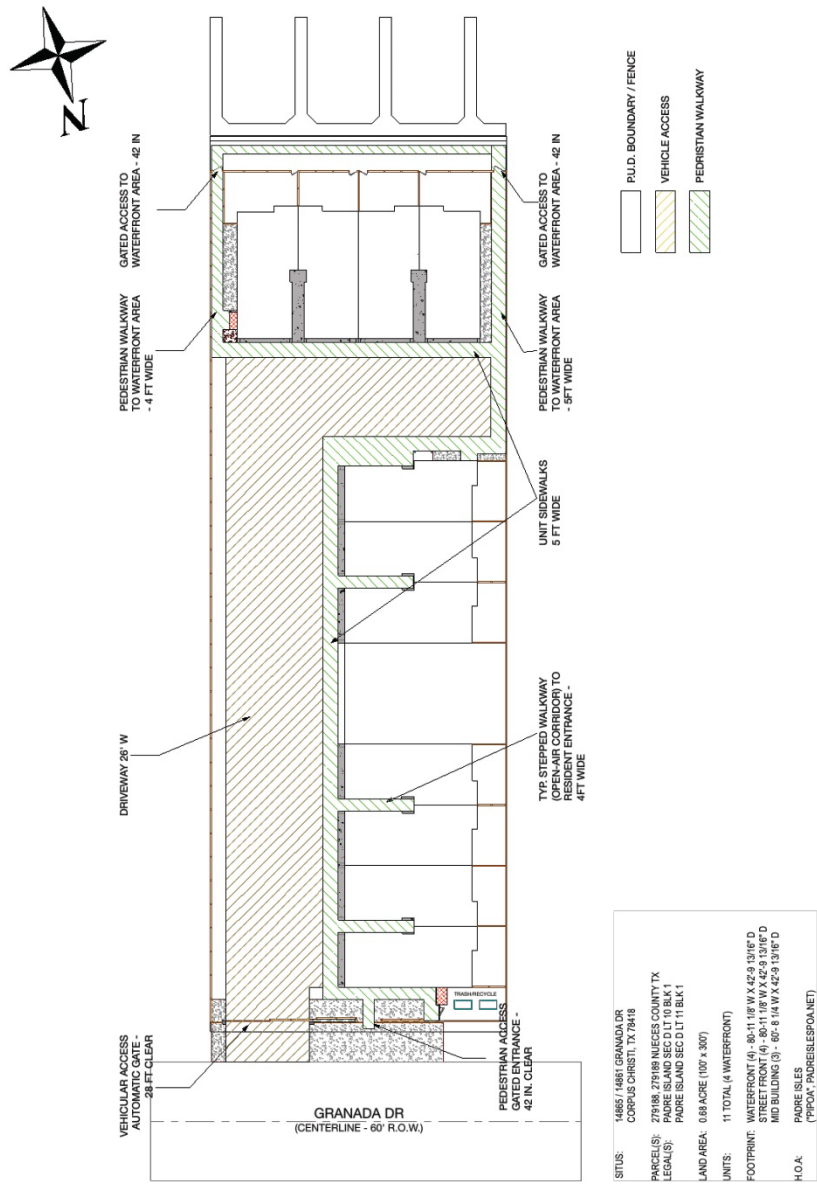 N
GATED ACCESS TO
WATERFRONT AREA - 42 IN
GATED ACCESS TO
WATERFRONT AREA - 42 IN
P.U.D. BOUNDARY / FENCE
VEHICLE ACCESS
PEDRISTIAN WALKWAY
PEDESTRIAN WALKWAY
TO WATERFRONT AREA
- 4 FT WIDE
PEDESTRIAN WALKWAY
TO WATERFRONT AREA
- 5FT WIDE
UNIT SIDEWALKS
5 FT WIDE
DRIVEWAY 26' W
TYP. STEPPED WALKWAY
(OPEN-AIR CORRIDOR) TO
RESIDENT ENTRANCE -
4FT WIDE
TRASH/RECYCLE
VEHICULAR ACCESS
AUTOMATIC GATE -
28 FT CLEAR
PEDESTRIAN ACCESS
GATED ENTRANCE -
42 IN. CLEAR
GRANADA DR
(CENTERLINE - 60' R.O.W.)
SITUS: 14865 / 14861 GRANADA DR
CORPUS CHRISTI, TX 78418
PARCEL(S): 279188, 279189 NUECES COUNTY TX
LEGAL(S): PADRE ISLAND SEC D LT 10 BLK 1
PADRE ISLAND SEC D LT 11 BLK 1
LAND AREA: 0.68 ACRE (100' x 300')
UNITS: 11 TOTAL (4 WATERFRONT)
FOOTPRINT: WATERFRONT (4) - 80-11 1/8' W X 42'-9 13/16" D
STREET FRONT (4) - 80-11 1/8' W X 42'-9 13/16" D
MID BUILDING (3) - 60'- 8 1/4 W X 42'-9 13/16" D
H.O.A: PADRE ISLES
("PIPOA", PADREISLESPOA.NET)